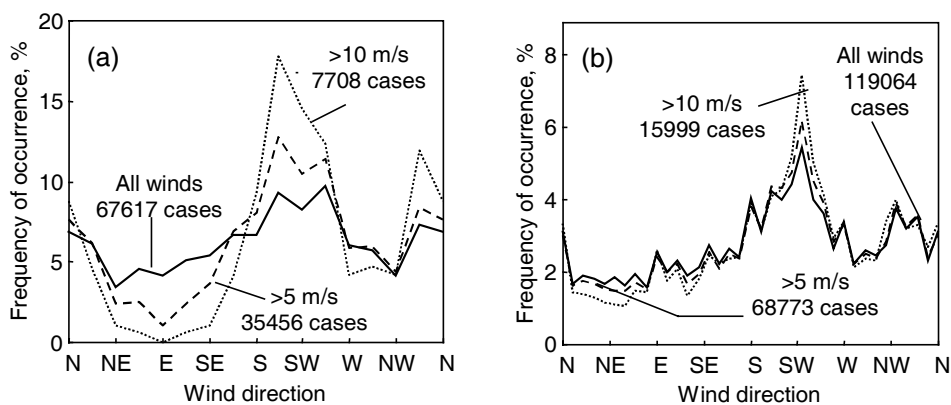 (a)
Frequency of occurrence, %
20
15
10
5
0
>10 m/s
7708 cases
All winds
67617 cases
>5 m/s
35456 cases
N NE E SE S SW W NW N
Wind direction
(b)
Frequency of occurrence, %
8
6
4
2
0
>10 m/s
15999 cases
All winds
119064
cases
>5 m/s
68773 cases
N NE E SE S SW W NW N
Wind direction